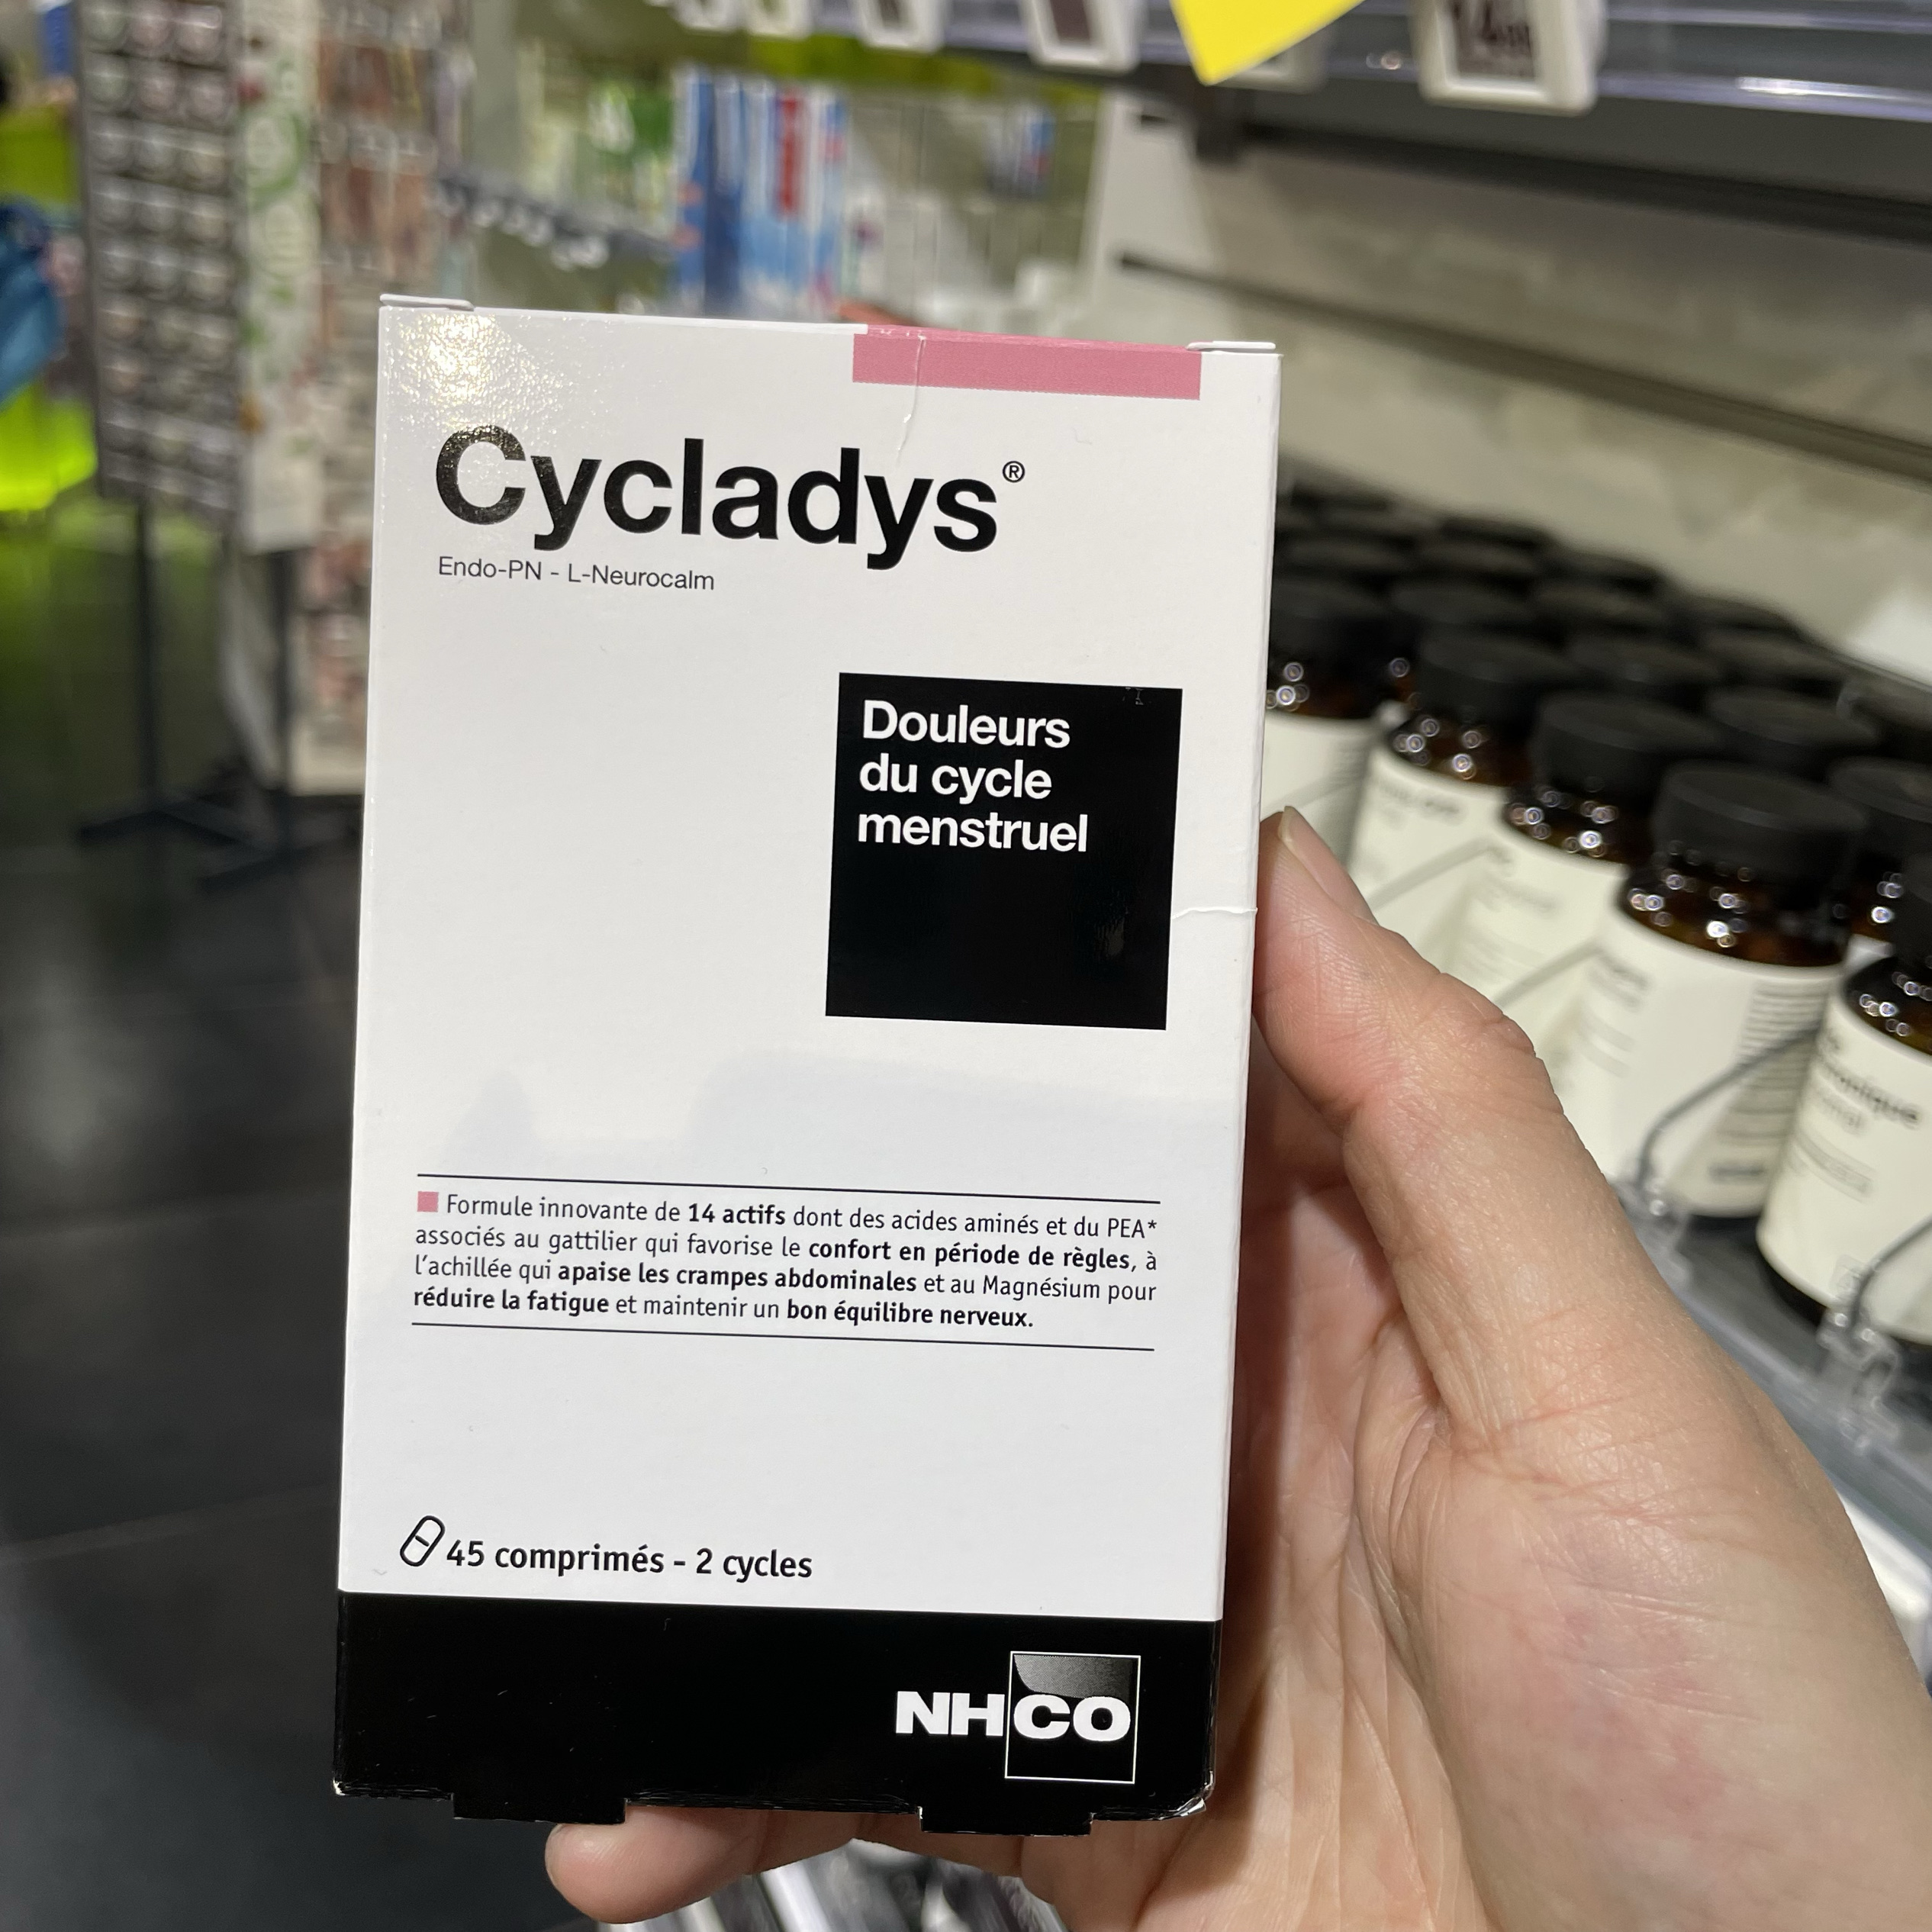 Cycladys®
Endo-PN - L-Neurocalm
Douleurs
du cycle
menstruel
Formule innovante de 14 actifs dont des acides aminés et du PEA*
associés au gattilier qui favorise le confort en période de règles, à
l'achillée qui apaise les crampes abdominales et au Magnésium pour
réduire la fatigue et maintenir un bon équilibre nerveux.
45 comprimés - 2 cycles
NHCO